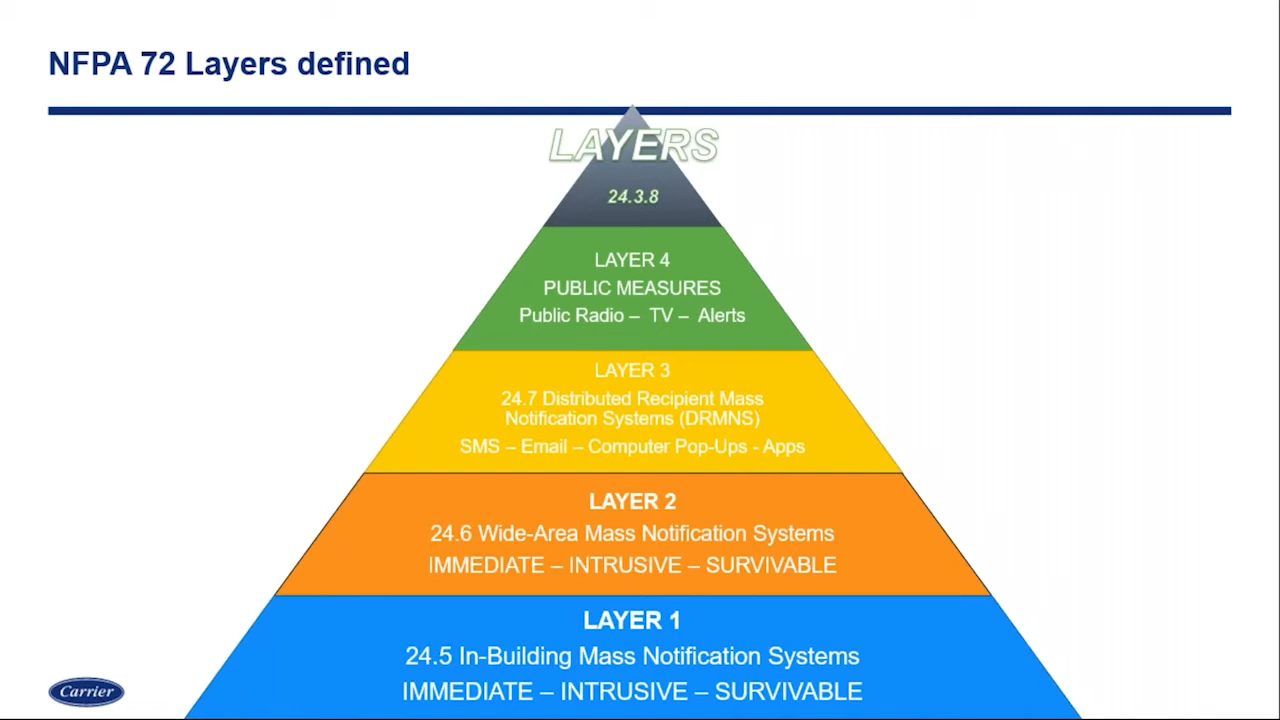 NFPA 72 Layers defined
LAYERS
24.3.8
LAYER 4
PUBLIC MEASURES
Public Radio – TV – Alerts
LAYER 3
24.7 Distributed Recipient Mass
Notification Systems (DRMNS)
SMS – Email – Computer Pop-Ups - Apps
LAYER 2
24.6 Wide-Area Mass Notification Systems
IMMEDIATE – INTRUSIVE – SURVIVABLE
LAYER 1
24.5 In-Building Mass Notification Systems
IMMEDIATE – INTRUSIVE – SURVIVABLE
Carrier